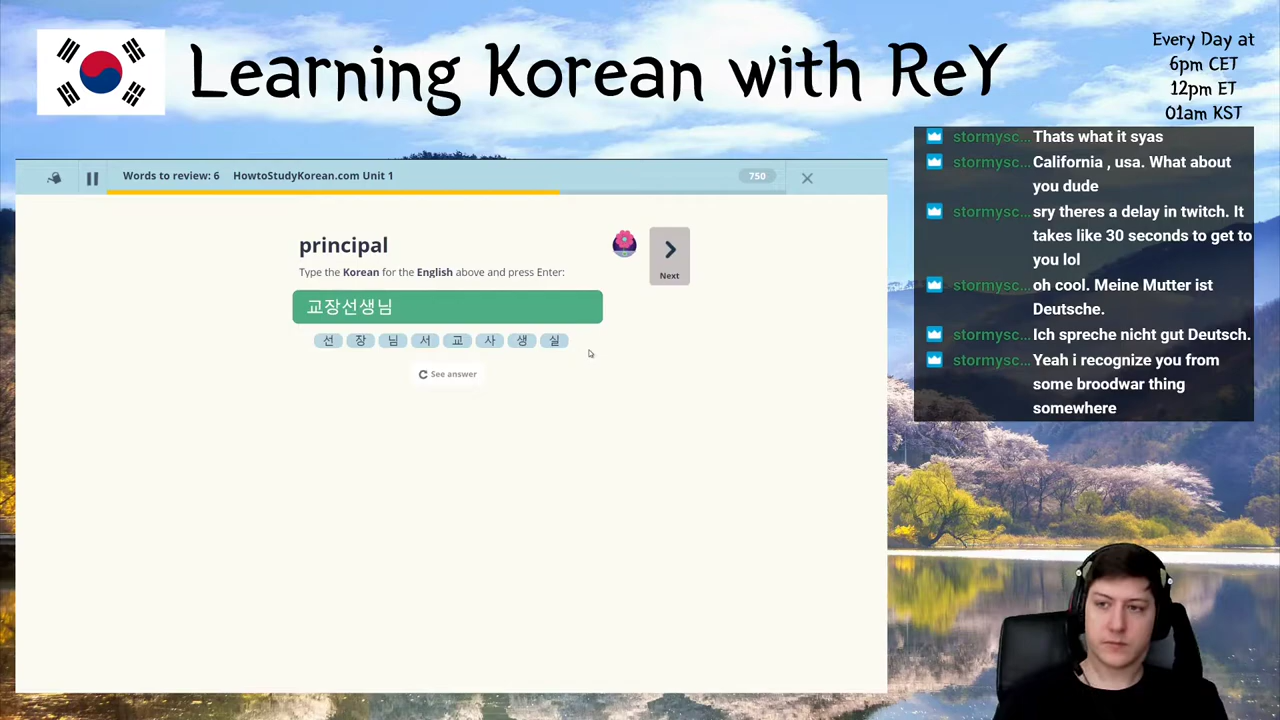 Learning Korean with ReY
Every Day at
6pm CET
12pm ET
01am KST
Words to review: 6 HowtoStudyKorean.com Unit 1
750
principal
Type the Korean for the English above and press Enter:
Next
교장선생님
선 장 님 서 교 사 생 실
See answer
stormysc... Thats what it syas
stormysc... California , usa. What about
you dude
stormysc... sry theres a delay in twitch. It
takes like 30 seconds to get to
you lol
stormysc... oh cool. Meine Mutter ist
Deutsche.
stormysc... Ich spreche nicht gut Deutsch.
stormysc... Yeah i recognize you from
some broodwar thing
somewhere